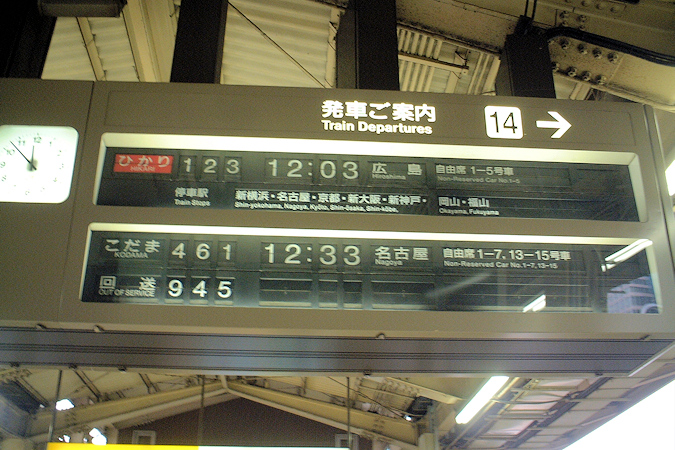 発車ご案内
Train Departures
14
ひかり 123 12:03 広島 自由席 1-5号車
HIKARI Hiroshima Non-Reserved Car No.1-5
停車駅 新横浜・名古屋・京都・新大阪・新神戸・岡山・福山
Train Stops Shin-yokohama, Nagoya, Kyōto, Shin-ōsaka, Shin-kōbe, Okayama, Fukuyama
こだま 461 12:33 名古屋 自由席 1-7, 13-15号車
KODAMA Nagoya Non-Reserved Car No.1-7, 13-15
回送 945
OUT OF SERVICE